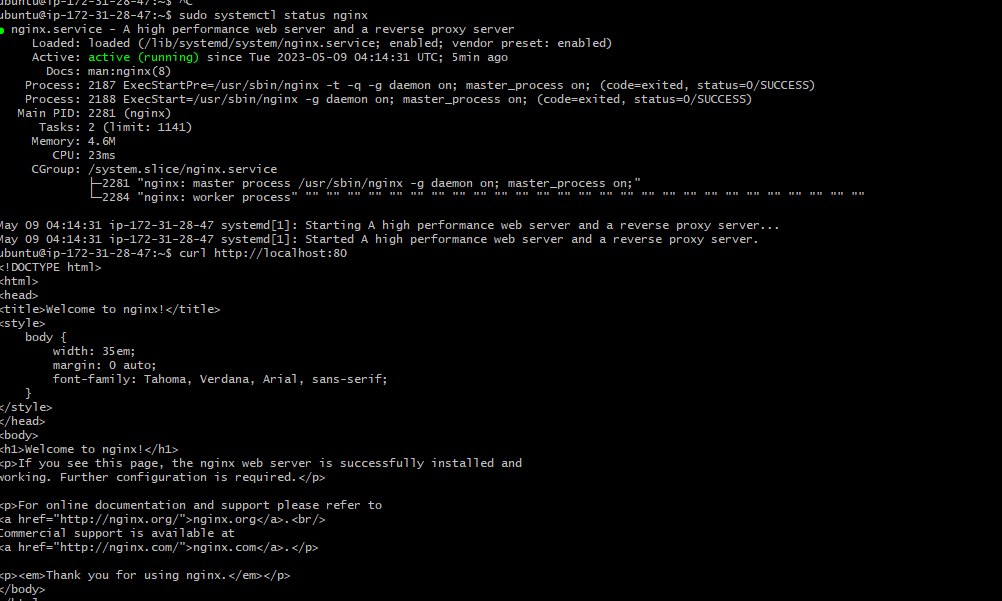 ubuntu@ip-172-31-28-47:~$ ^C
ubuntu@ip-172-31-28-47:~$ sudo systemctl status nginx
● nginx.service - A high performance web server and a reverse proxy server
     Loaded: loaded (/lib/systemd/system/nginx.service; enabled; vendor preset: enabled)
     Active: active (running) since Tue 2023-05-09 04:14:31 UTC; 5min ago
       Docs: man:nginx(8)
    Process: 2187 ExecStartPre=/usr/sbin/nginx -t -q -g daemon on; master_process on; (code=exited, status=0/SUCCESS)
    Process: 2188 ExecStart=/usr/sbin/nginx -g daemon on; master_process on; (code=exited, status=0/SUCCESS)
   Main PID: 2281 (nginx)
      Tasks: 2 (limit: 1141)
     Memory: 4.6M
        CPU: 23ms
     CGroup: /system.slice/nginx.service
             ├─2281 "nginx: master process /usr/sbin/nginx -g daemon on; master_process on;"
             └─2284 "nginx: worker process" "" "" "" "" "" "" "" "" "" "" "" "" "" "" "" "" "" "" "" "" "" "" "" "" "" "" ""

May 09 04:14:31 ip-172-31-28-47 systemd[1]: Starting A high performance web server and a reverse proxy server...
May 09 04:14:31 ip-172-31-28-47 systemd[1]: Started A high performance web server and a reverse proxy server.
ubuntu@ip-172-31-28-47:~$ curl http://localhost:80
<!DOCTYPE html>
<html>
<head>
<title>Welcome to nginx!</title>
<style>
    body {
        width: 35em;
        margin: 0 auto;
        font-family: Tahoma, Verdana, Arial, sans-serif;
    }
</style>
</head>
<body>
<h1>Welcome to nginx!</h1>
<p>If you see this page, the nginx web server is successfully installed and
working. Further configuration is required.</p>

<p>For online documentation and support please refer to
<a href="http://nginx.org/">nginx.org</a>.<br/>
Commercial support is available at
<a href="http://nginx.com/">nginx.com</a>.</p>

<p><em>Thank you for using nginx.</em></p>
</body>